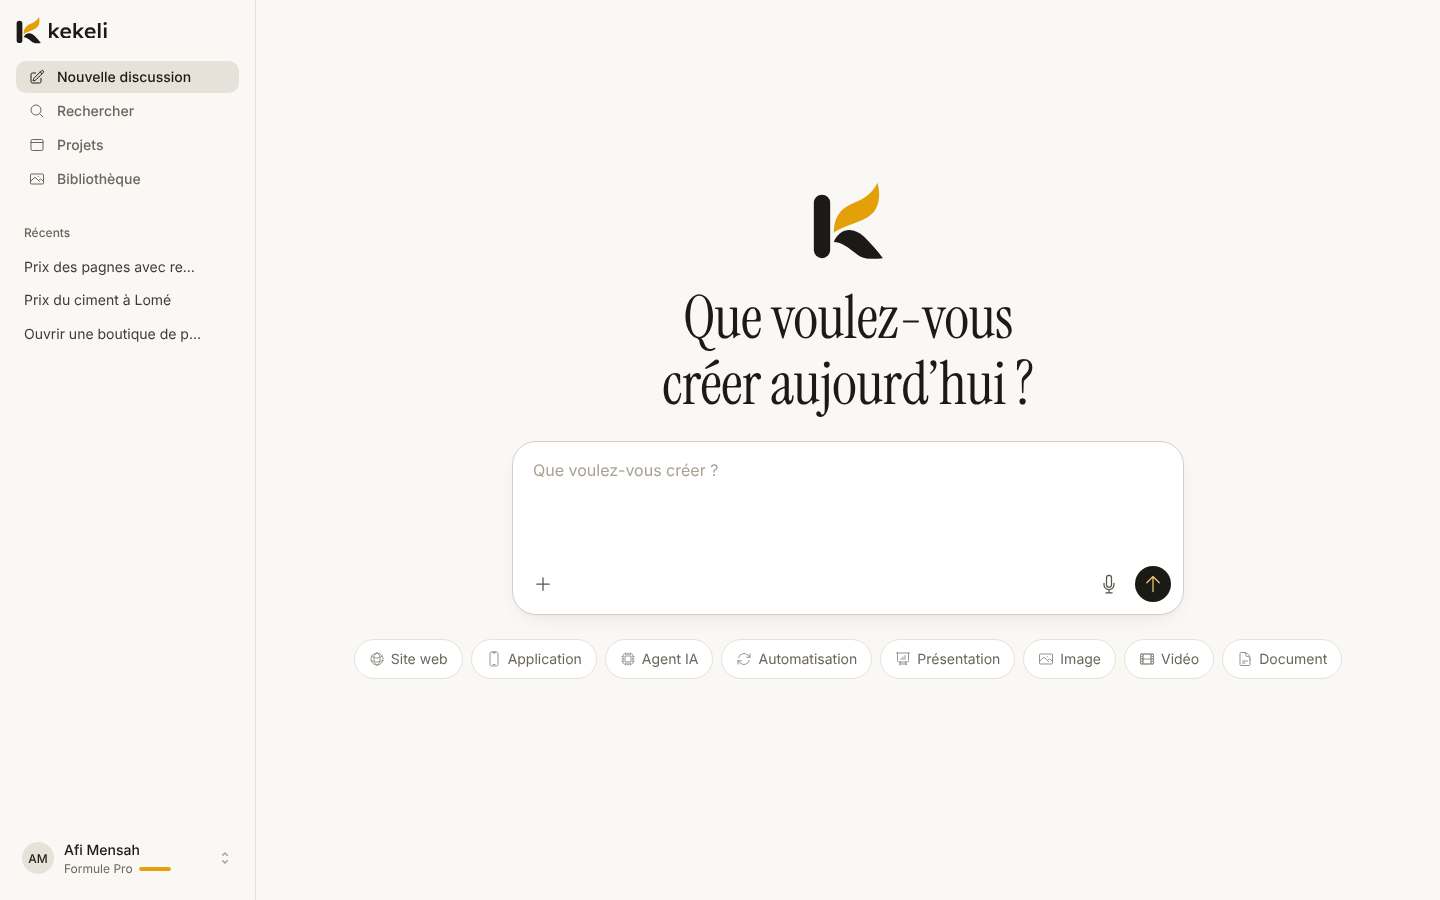 kekeli
Nouvelle discussion
Rechercher
Projets
Bibliothèque
Récents
Prix des pagnes avec re...
Prix du ciment à Lomé
Ouvrir une boutique de p...
AM
Afi Mensah
Formule Pro
Que voulez-vous
créer aujourd’hui ?
Que voulez-vous créer ?
Site web
Application
Agent IA
Automatisation
Présentation
Image
Vidéo
Document